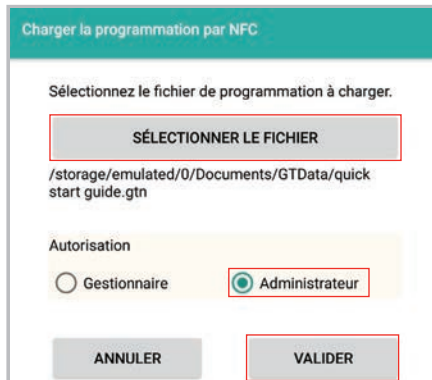 Charger la programmation par NFC
Sélectionnez le fichier de programmation à charger.
SÉLECTIONNER LE FICHIER
/storage/emulated/0/Documents/GTData/quick
start guide.gtn
Autorisation
Gestionnaire Administrateur
ANNULER VALIDER